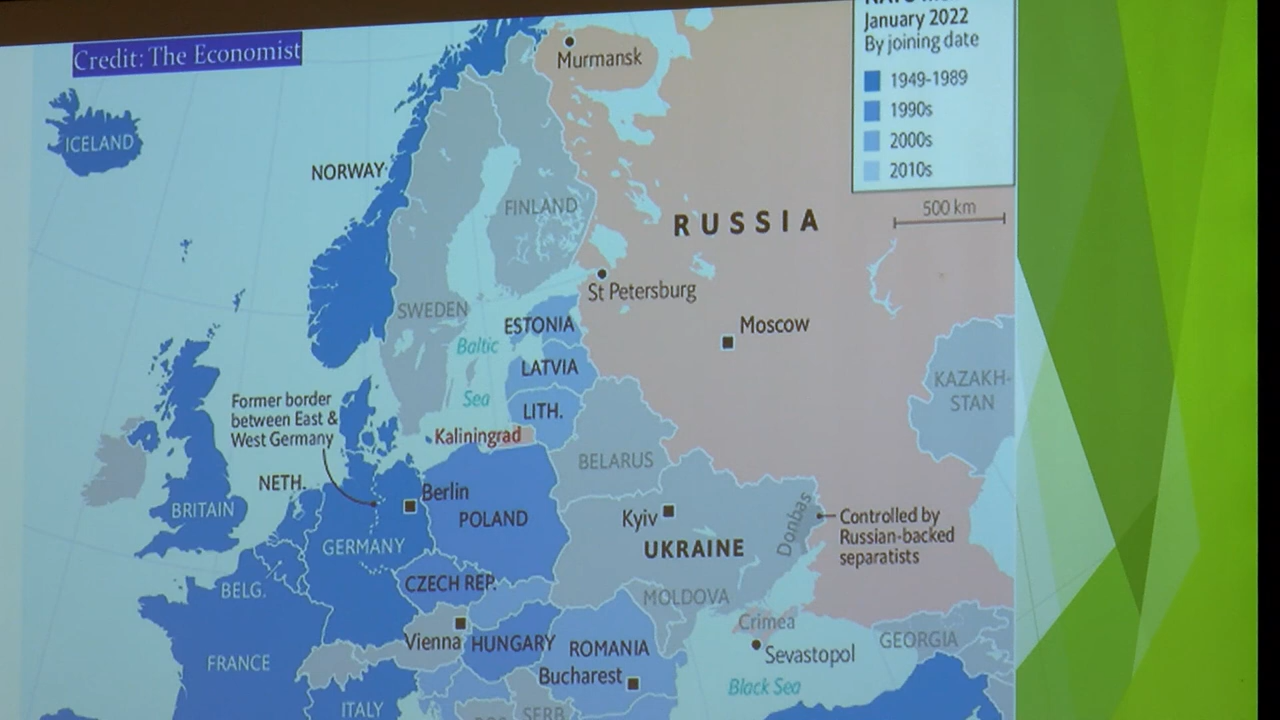 Credit: The Economist
January 2022
By joining date
1949-1989
1990s
2000s
2010s
500 km
Murmansk
ICELAND
NORWAY
FINLAND
RUSSIA
St Petersburg
SWEDEN
ESTONIA
Moscow
Baltic
Sea
LATVIA
LITH.
KAZAKH-
STAN
Former border
between East &
West Germany
Kaliningrad
BELARUS
NETH.
Berlin
BRITAIN
POLAND
Kyiv
UKRAINE
Donbas
Controlled by
Russian-backed
separatists
GERMANY
BELG.
CZECH REP.
MOLDOVA
Crimea
Vienna
HUNGARY
ROMANIA
Sevastopol
GEORGIA
FRANCE
Bucharest
Black Sea
ITALY
SERB.